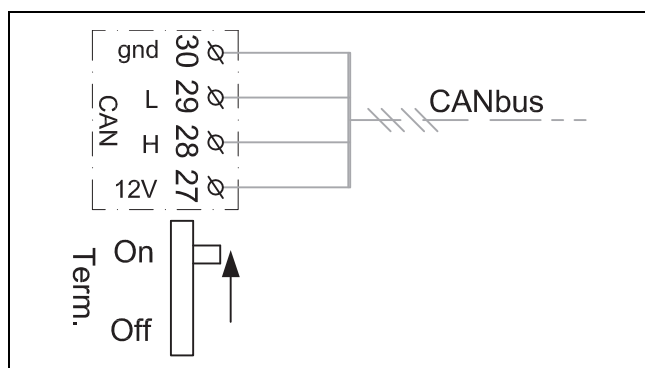 gnd 30
L 29
CANbus
CAN
H 28
12V 27
On
Term.
Off